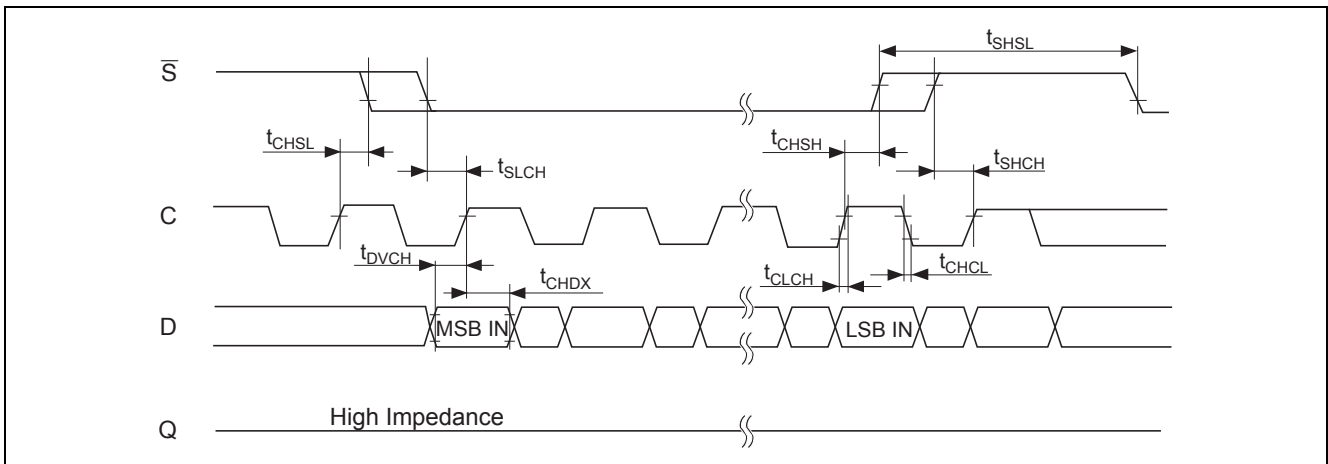 tSHSL
S̅
tCHSL
tSLCH
tCHSH
tSHCH
C
tDVCH
tCHDX
tCLCH
tCHCL
D
MSB IN
LSB IN
Q
High Impedance